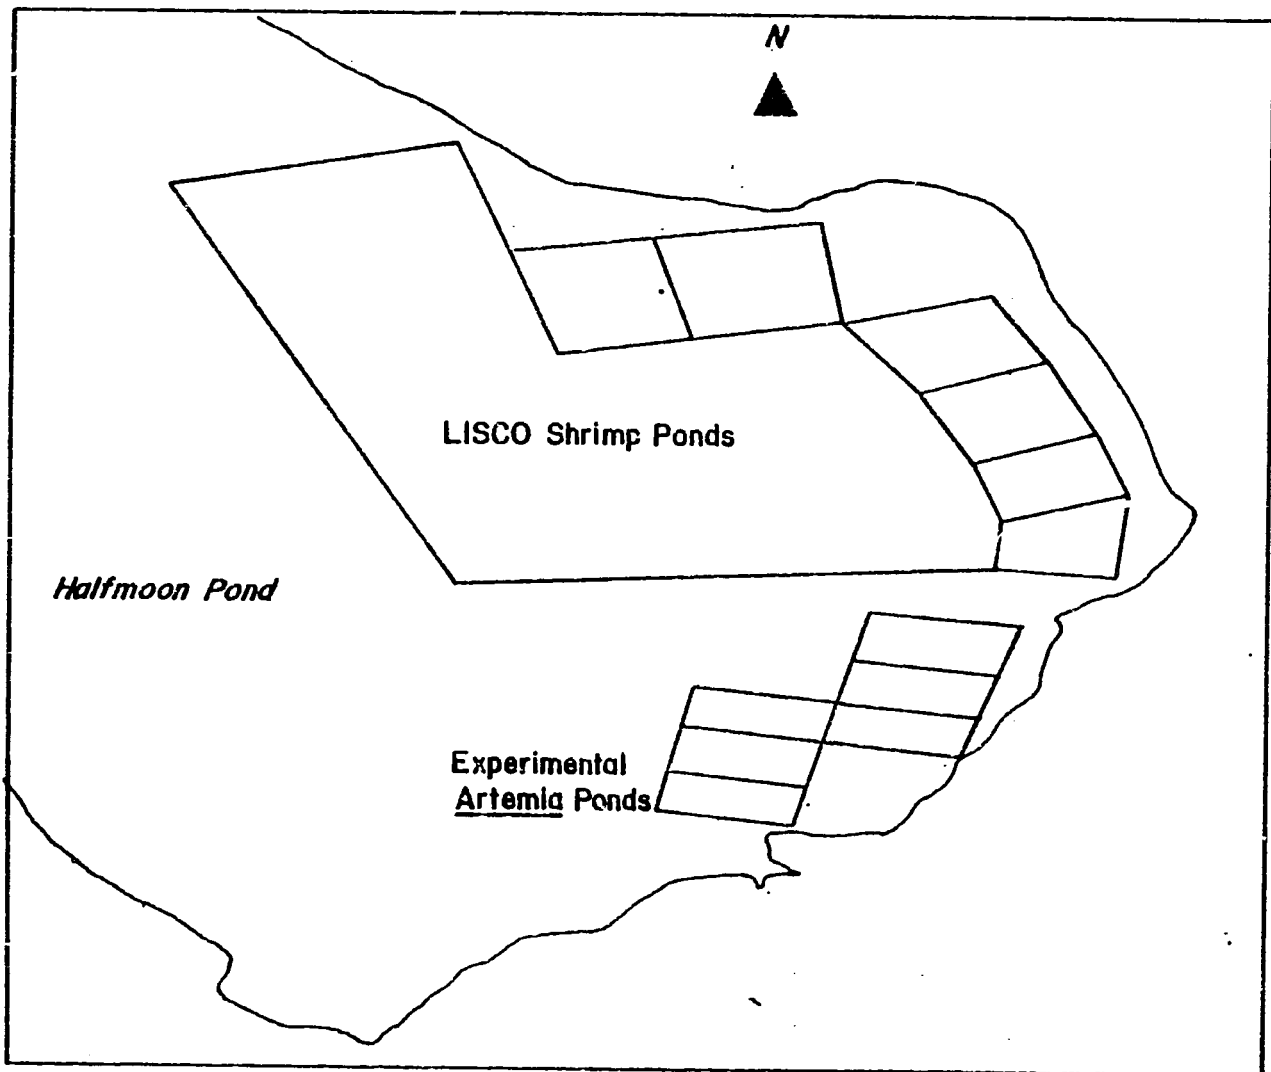 N
LISCO Shrimp Ponds
Halfmoon Pond
Experimental
Artemia Ponds